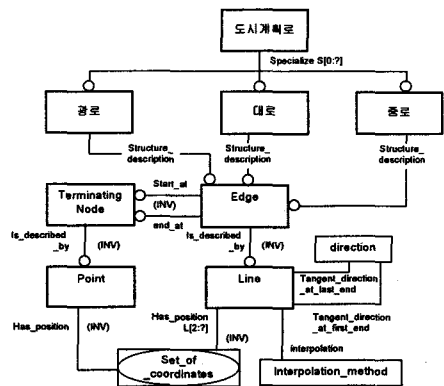 도시계획로
Specialize S[0:?]
광로
대로
중로
Structure_
description
Structure_
description
Structure_
description
Terminating
Node
Start_at
(INV)
end_at
Edge
Is_described
_by
(INV)
Is_described
_by
(INV)
direction
Point
Line
Tangent_direction
_at_last_end
Has_position
(INV)
Has_position
L[2:?]
(INV)
Tangent_direction
_at_first_end
interpolation
Set_of
_coordinates
Interpolation_method